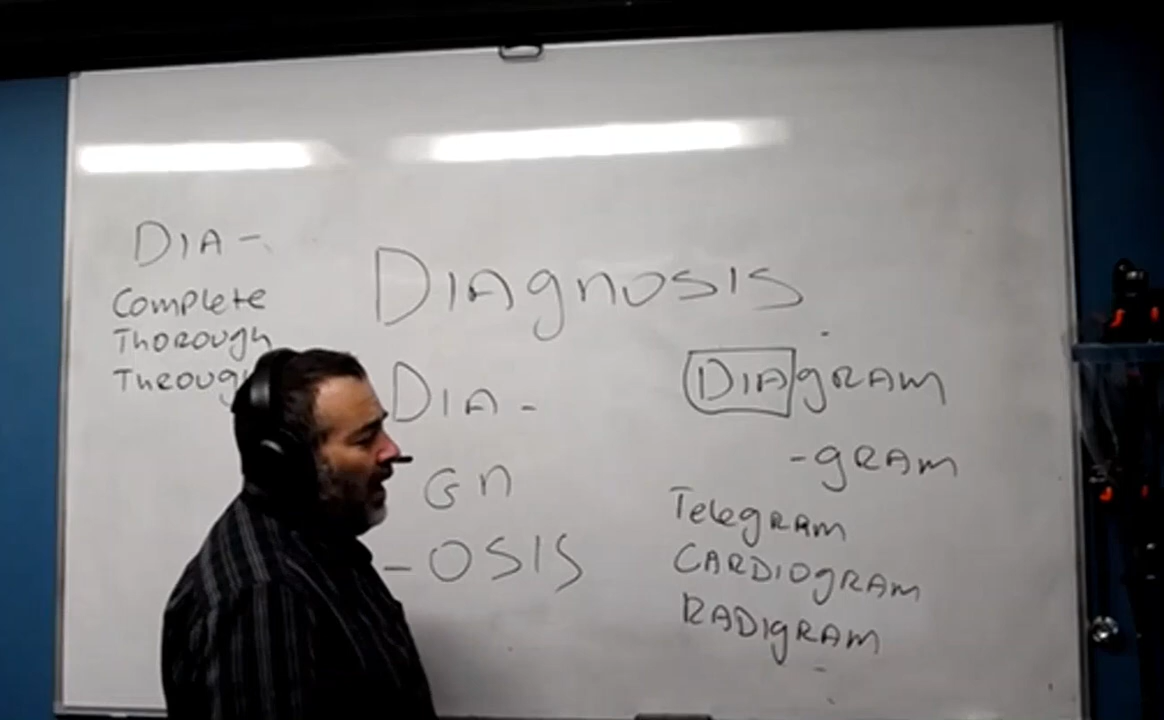 DIA-
Complete
Thorough
Diagnosis
DIA-
Gn
-OSIS
DIAgRAM
-gRAM
TelegRAM
CARDIOgRAM
RADIgRAM